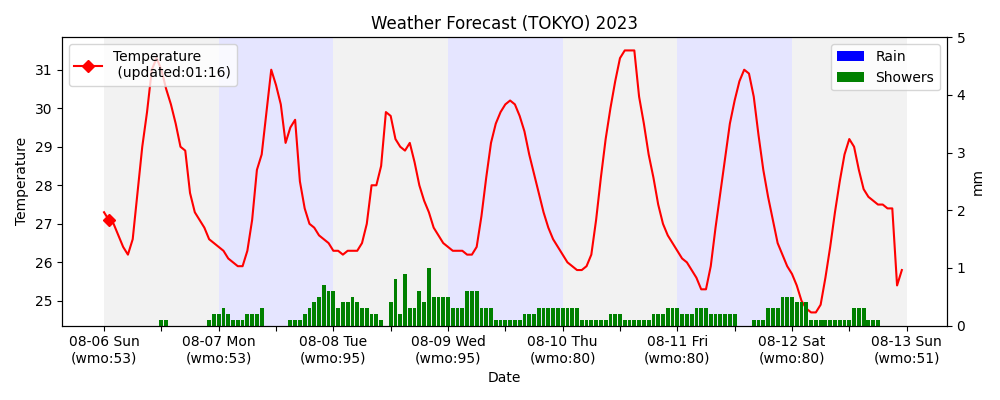 Weather Forecast (TOKYO) 2023
Temperature
(updated:01:16)
Rain
Showers
31
30
29
28
27
26
25
Temperature
5
4
3
2
1
0
mm
08-06 Sun
(wmo:53)
08-07 Mon
(wmo:53)
08-08 Tue
(wmo:95)
08-09 Wed
(wmo:95)
08-10 Thu
(wmo:80)
08-11 Fri
(wmo:80)
08-12 Sat
(wmo:80)
08-13 Sun
(wmo:51)
Date